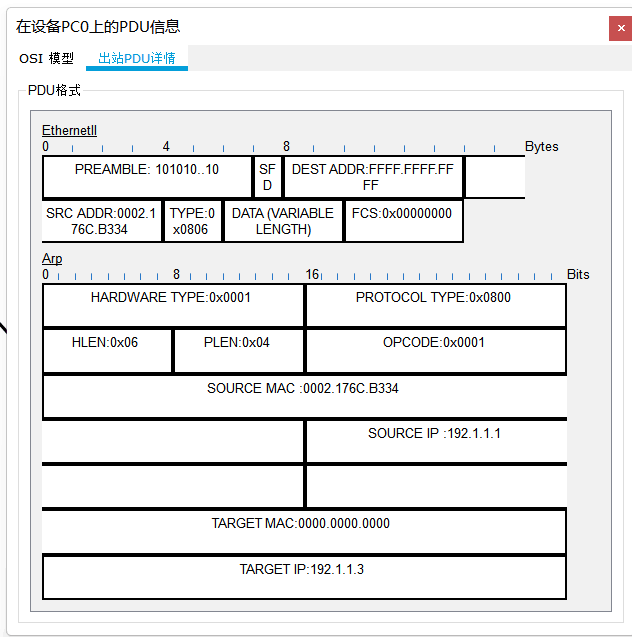 在设备PC0上的PDU信息
OSI 模型
出站PDU详情
PDU格式
EthernetII
0 4 8 Bytes
PREAMBLE: 101010..10
SF
D
DEST ADDR:FFFF.FFFF.FF
FF
SRC ADDR:0002.1
76C.B334
TYPE:0
x0806
DATA (VARIABLE
LENGTH)
FCS:0x00000000
Arp
0 8 16 Bits
HARDWARE TYPE:0x0001
PROTOCOL TYPE:0x0800
HLEN:0x06
PLEN:0x04
OPCODE:0x0001
SOURCE MAC :0002.176C.B334
SOURCE IP :192.1.1.1
TARGET MAC:0000.0000.0000
TARGET IP:192.1.1.3